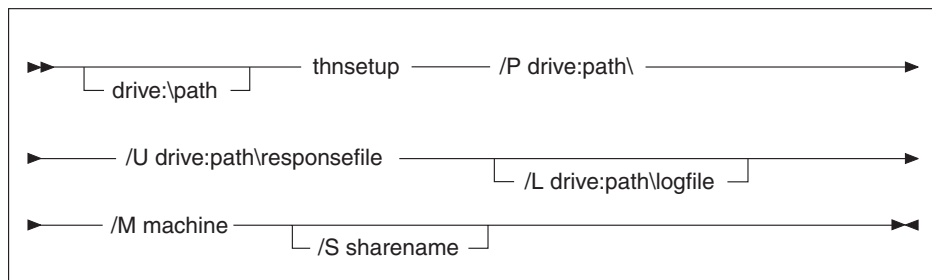 thnsetup /P drive:path\
drive:\path
/U drive:path\responsefile
/L drive:path\logfile
/M machine
/S sharename